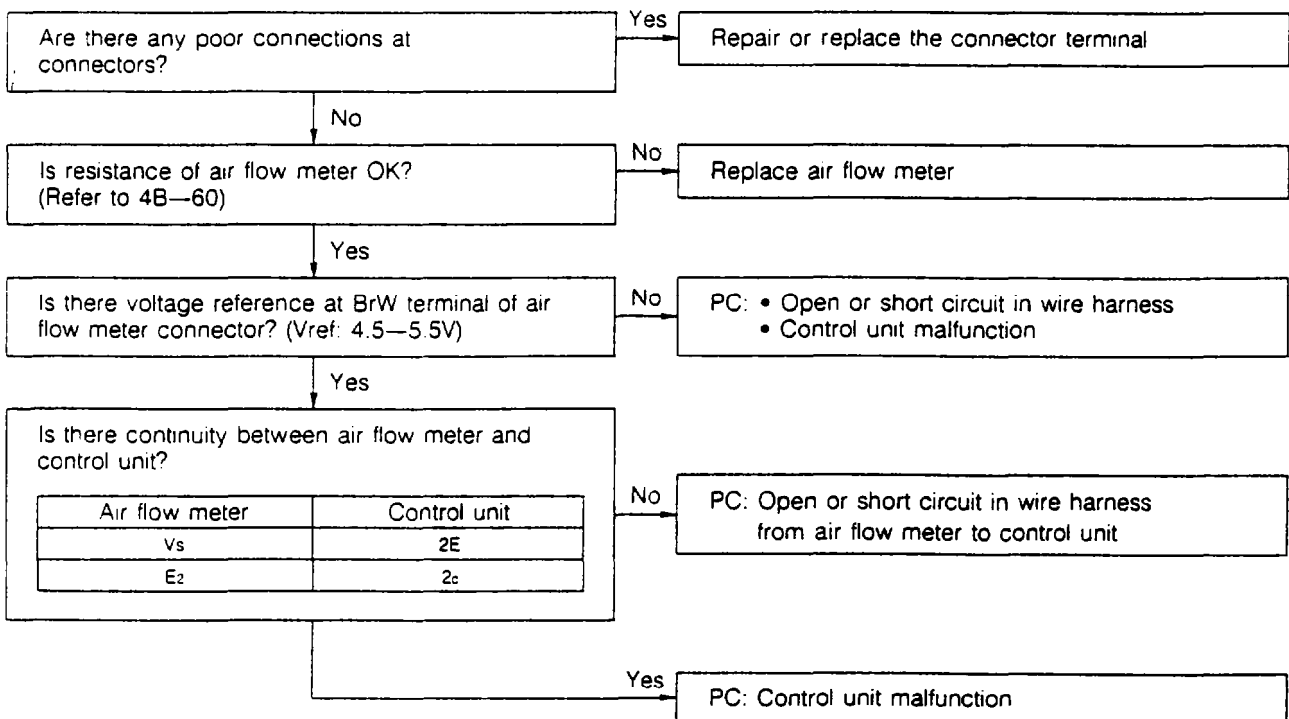 Are there any poor connections at
connectors?
Yes
Repair or replace the connector terminal
No
Is resistance of air flow meter OK?
(Refer to 4B—60)
No
Replace air flow meter
Yes
Is there voltage reference at BrW terminal of air
flow meter connector? (Vref: 4.5—5.5V)
No
PC: • Open or short circuit in wire harness
• Control unit malfunction
Yes
Is there continuity between air flow meter and
control unit?
Air flow meter Control unit
Vs 2E
E2 2c
No
PC: Open or short circuit in wire harness
from air flow meter to control unit
Yes
PC: Control unit malfunction